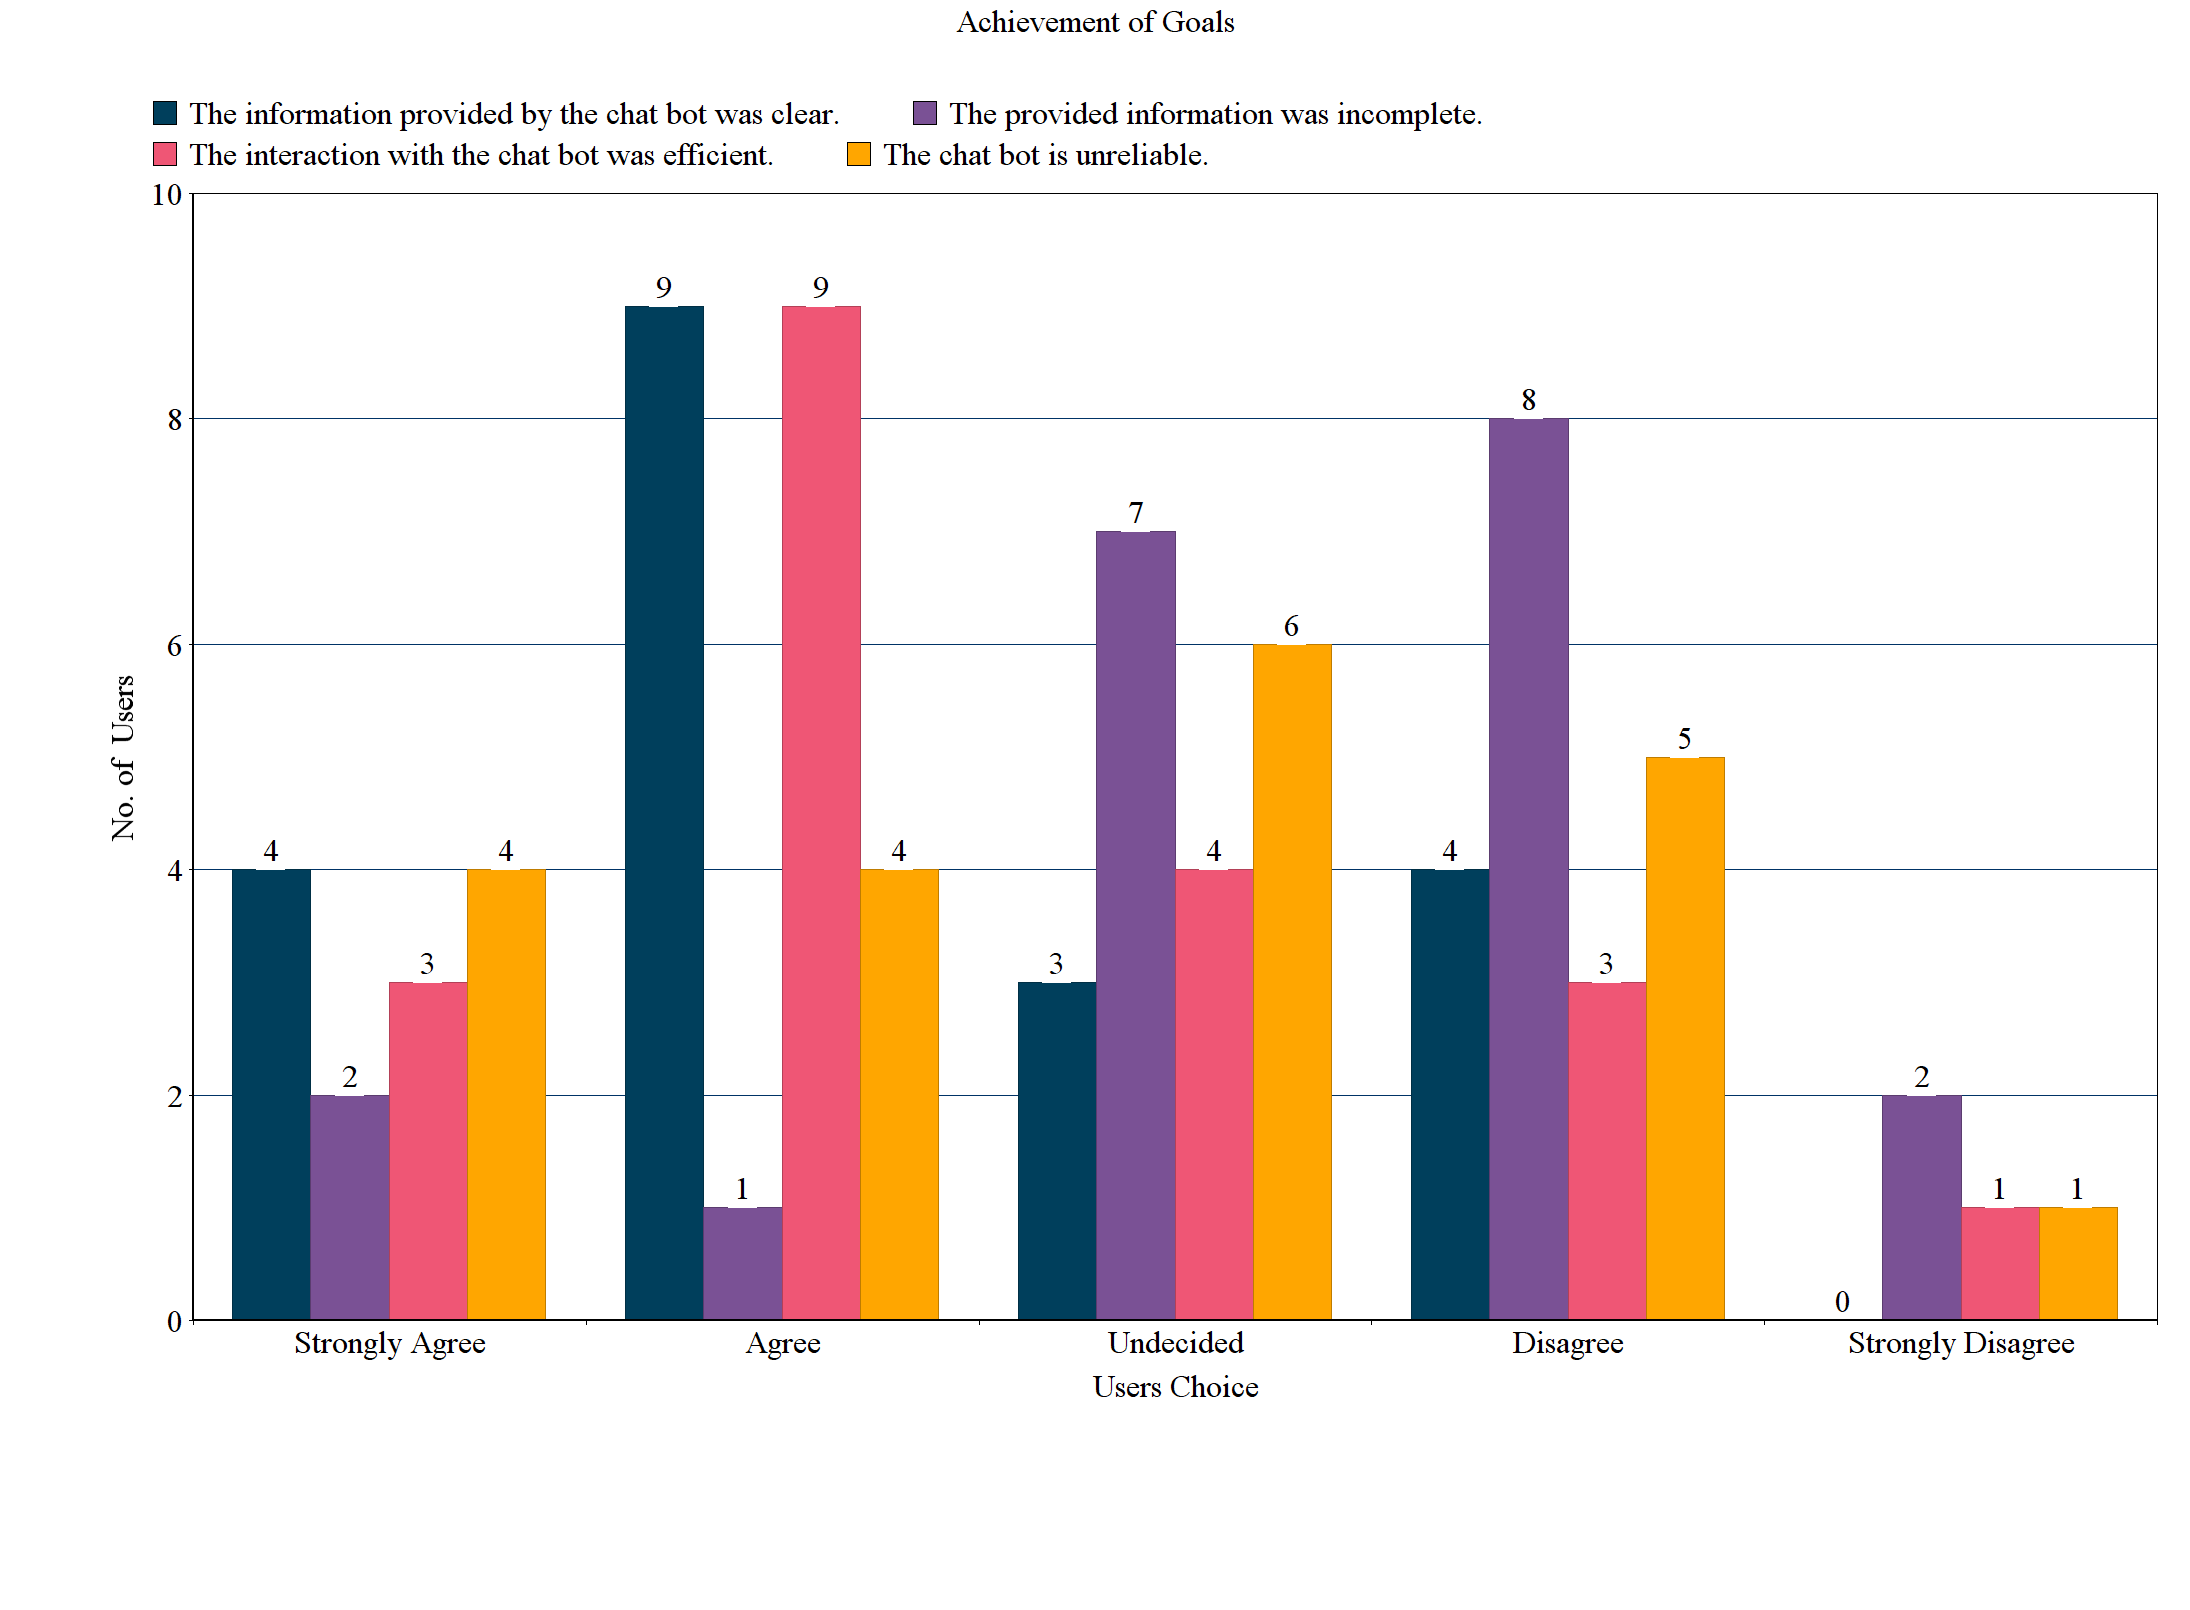 Achievement of Goals
The information provided by the chat bot was clear. The provided information was incomplete.
The interaction with the chat bot was efficient. The chat bot is unreliable.
10
9 9
8
8
7
6
6
5
4 4 4 4 4
4
3 3 3
2 2
2
1 1 1
0
0
No. of Users
Strongly Agree Agree Undecided Disagree Strongly Disagree
Users Choice